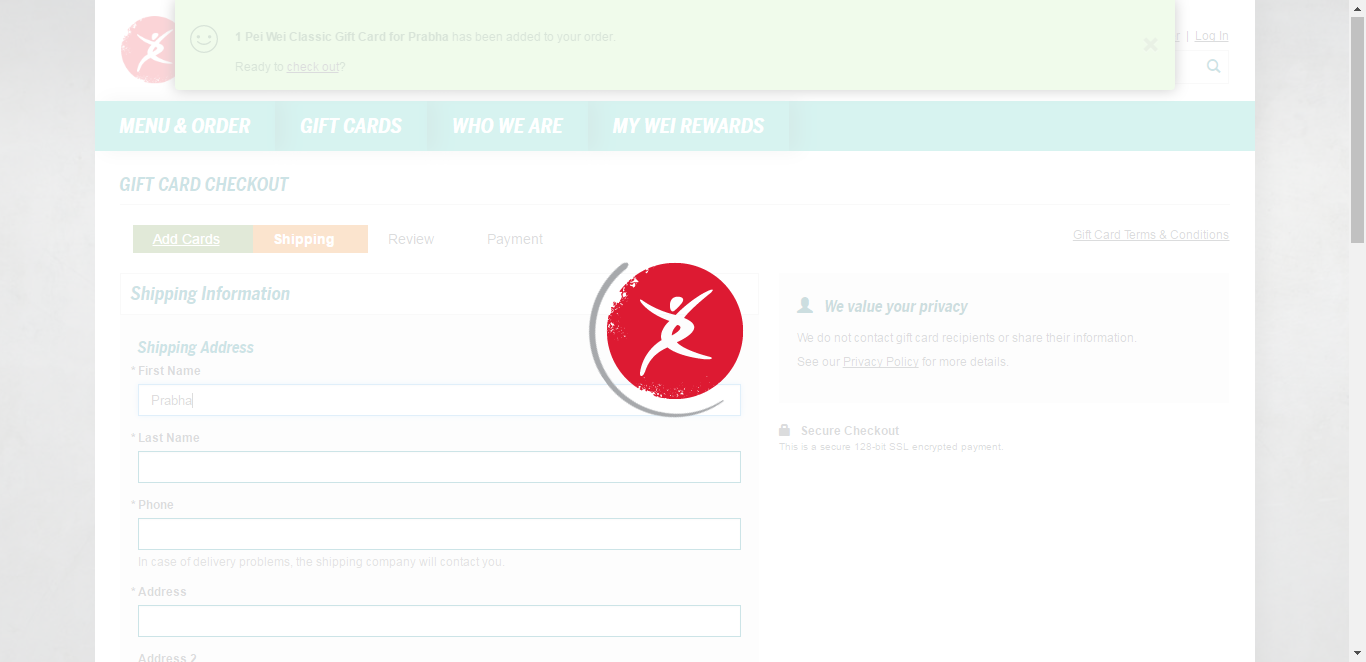 1 Pei Wei Classic Gift Card for Prabha has been added to your order.
Ready to check out?
| Log In
MENU & ORDER GIFT CARDS WHO WE ARE MY WEI REWARDS
GIFT CARD CHECKOUT
Add Cards Shipping Review Payment
Gift Card Terms & Conditions
Shipping Information
Shipping Address
* First Name
Prabha
* Last Name
* Phone
In case of delivery problems, the shipping company will contact you.
* Address
Address 2
We value your privacy
We do not contact gift card recipients or share their information.
See our Privacy Policy for more details.
Secure Checkout
This is a secure 128-bit SSL encrypted payment.